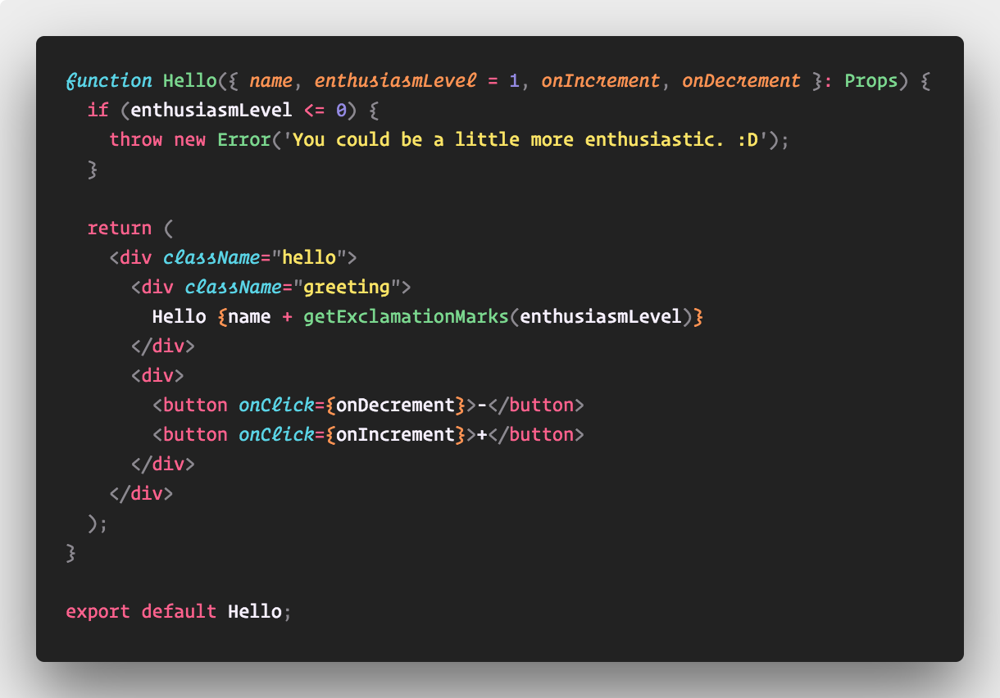 function Hello({ name, enthusiasmLevel = 1, onIncrement, onDecrement }: Props) {
  if (enthusiasmLevel <= 0) {
    throw new Error('You could be a little more enthusiastic. :D');
  }

  return (
    <div className="hello">
      <div className="greeting">
        Hello {name + getExclamationMarks(enthusiasmLevel)}
      </div>
      <div>
        <button onClick={onDecrement}>-</button>
        <button onClick={onIncrement}>+</button>
      </div>
    </div>
  );
}

export default Hello;